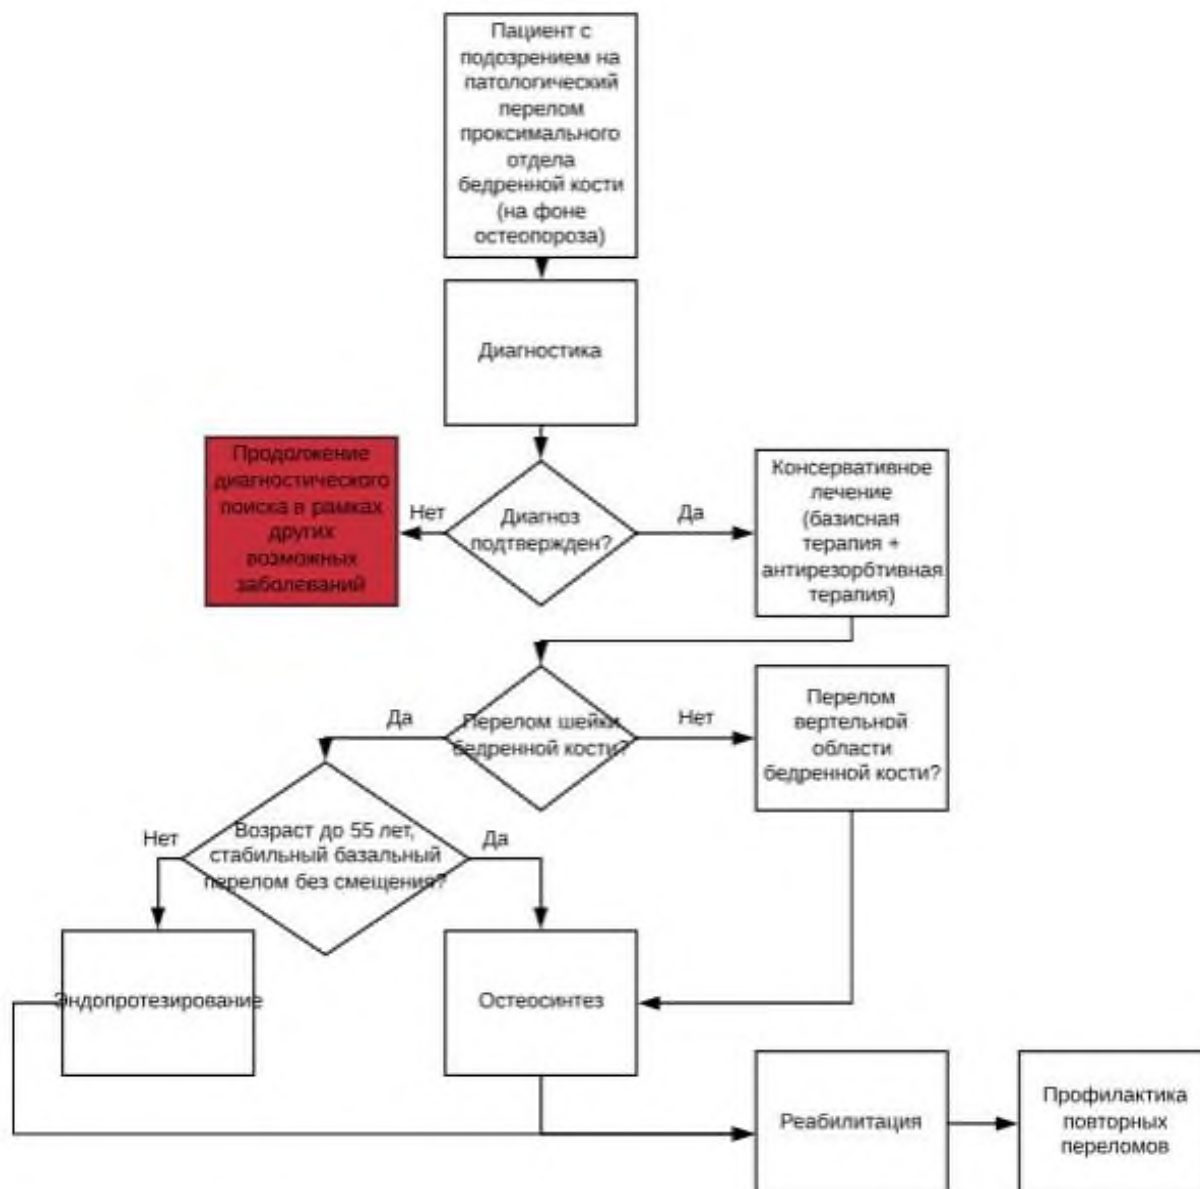 Пациент с
подозрением на
патологический
перелом
проксимального
отдела
бедренной кости
(на фоне
остеопороза)
Диагностика
Продолжение
диагностического
поиска в рамках
других
возможных
заболеваний
Нет
Диагноз
подтвержден?
Да
Консервативное
лечение
(базисная
терапия +
антирезорбтивная
терапия)
Да
Перелом шейки
бедренной кости?
Нет
Перелом
вертельной
области
бедренной кости?
Нет
Возраст до 55 лет,
стабильный базальный
перелом без смещения?
Да
Эндопротезирование
Остеосинтез
Реабилитация
Профилактика
повторных
переломов